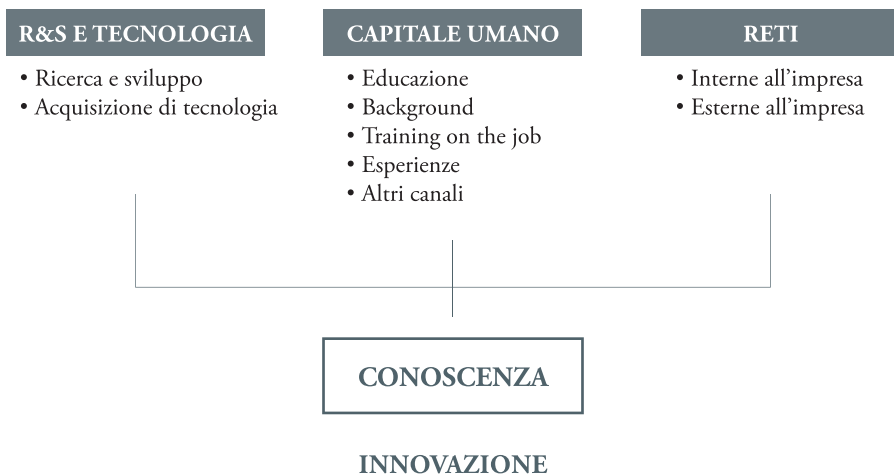 R&S E TECNOLOGIA
• Ricerca e sviluppo
• Acquisizione di tecnologia
CAPITALE UMANO
• Educazione
• Background
• Training on the job
• Esperienze
• Altri canali
RETI
• Interne all’impresa
• Esterne all’impresa
CONOSCENZA
INNOVAZIONE